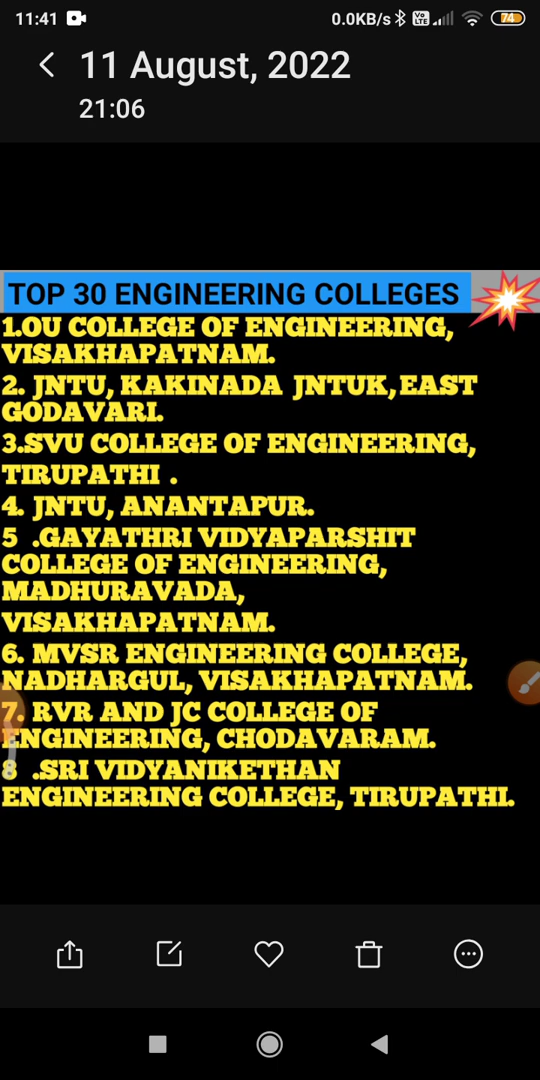 11:41 0.0KB/s Vo LTE 74
11 August, 2022
21:06
TOP 30 ENGINEERING COLLEGES
1.OU COLLEGE OF ENGINEERING,
VISAKHAPATNAM.
2. JNTU, KAKINADA JNTUK, EAST
GODAVARI.
3.SVU COLLEGE OF ENGINEERING,
TIRUPATHI .
4. JNTU, ANANTAPUR.
5 .GAYATHRI VIDYAPARSHIT
COLLEGE OF ENGINEERING,
MADHURAVADA,
VISAKHAPATNAM.
6. MVSR ENGINEERING COLLEGE,
NADHARGUL, VISAKHAPATNAM.
7. RVR AND JC COLLEGE OF
ENGINEERING, CHODAVARAM.
8 .SRI VIDYANIKETHAN
ENGINEERING COLLEGE, TIRUPATHI.